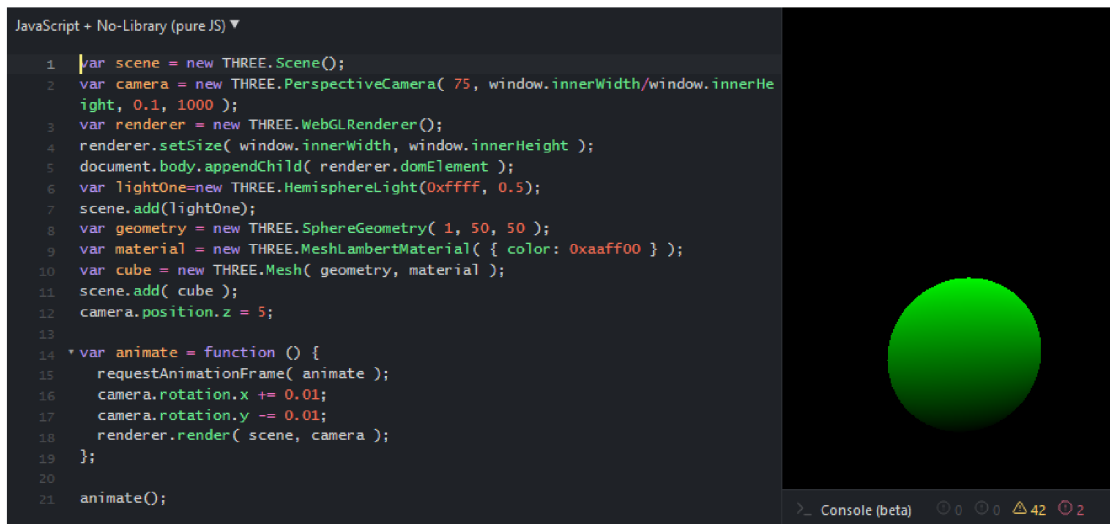 JavaScript + No-Library (pure JS) ▼
1 var scene = new THREE.Scene();
2 var camera = new THREE.PerspectiveCamera( 75, window.innerWidth/window.innerHe
ight, 0.1, 1000 );
3 var renderer = new THREE.WebGLRenderer();
4 renderer.setSize( window.innerWidth, window.innerHeight );
5 document.body.appendChild( renderer.domElement );
6 var lightOne=new THREE.HemisphereLight(0xffff, 0.5);
7 scene.add(lightOne);
8 var geometry = new THREE.SphereGeometry( 1, 50, 50 );
9 var material = new THREE.MeshLambertMaterial( { color: 0xaaff00 } );
10 var cube = new THREE.Mesh( geometry, material );
11 scene.add( cube );
12 camera.position.z = 5;
13
14 ▾ var animate = function () {
15 requestAnimationFrame( animate );
16 camera.rotation.x += 0.01;
17 camera.rotation.y -= 0.01;
18 renderer.render( scene, camera );
19 };
20
21 animate();
>_ Console (beta) 0 0 42 2